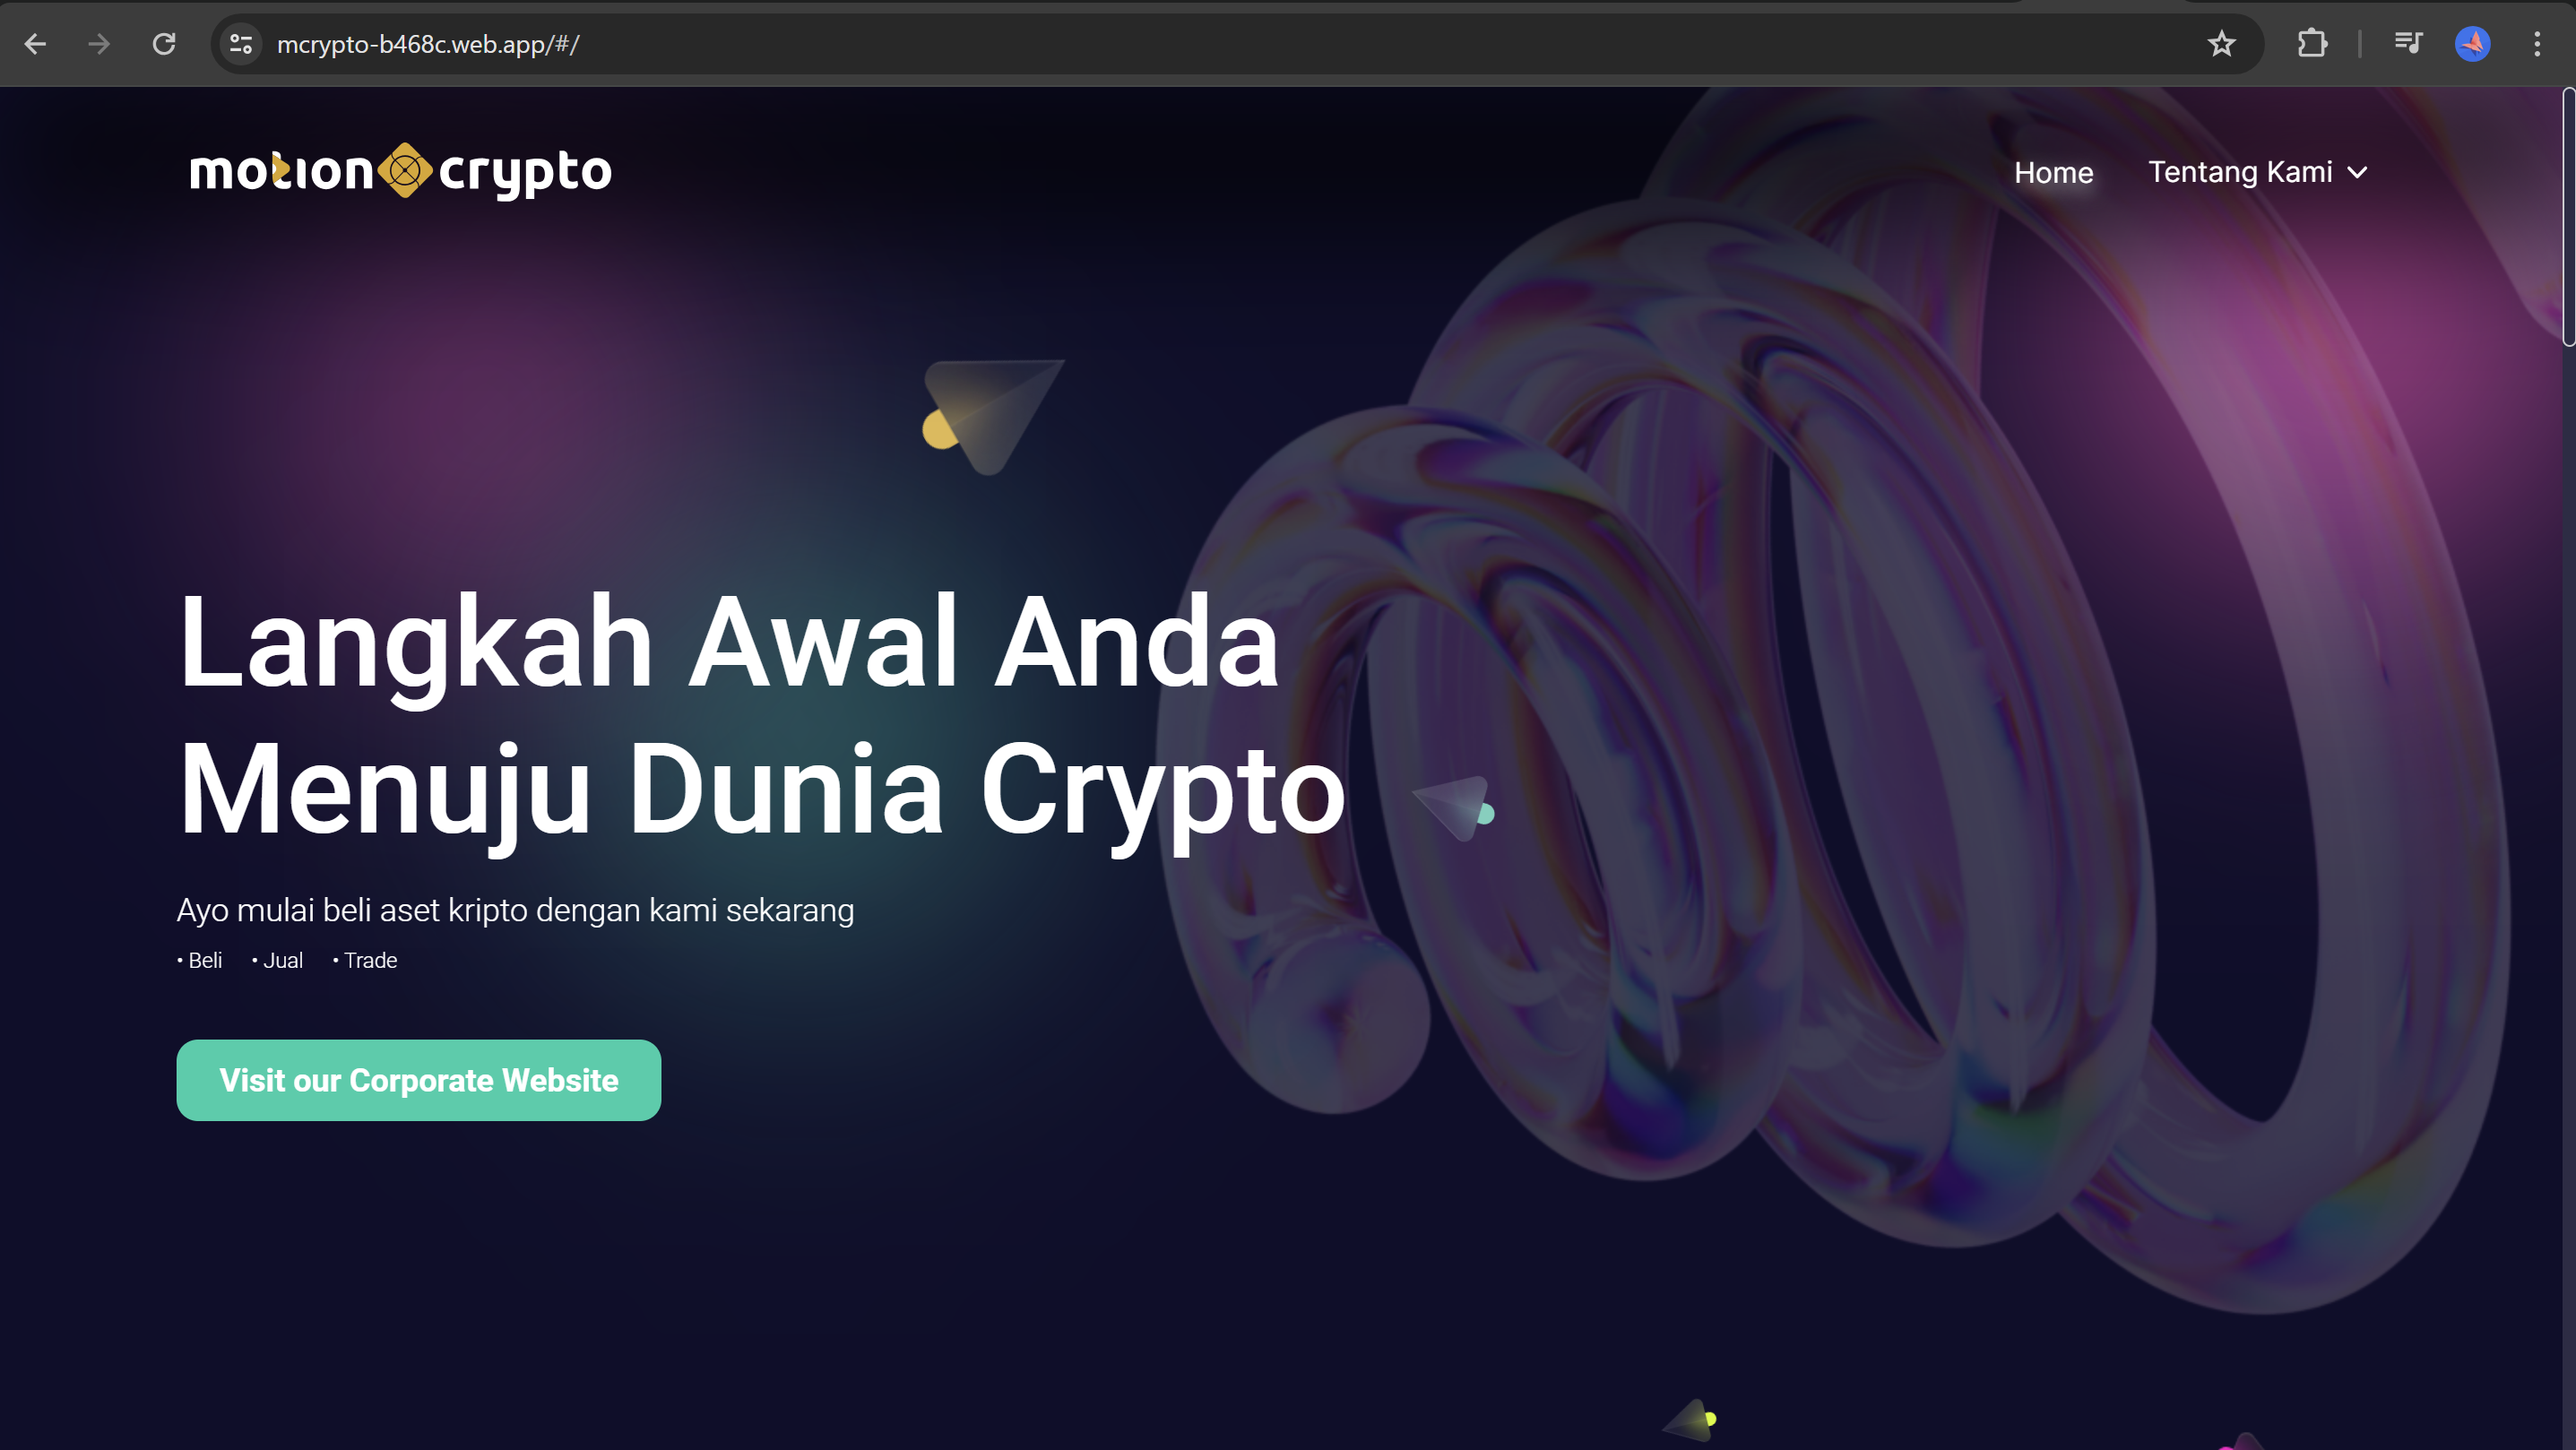 mcrypto-b468c.web.app/#/
motion crypto
Home
Tentang Kami
Langkah Awal Anda
Menuju Dunia Crypto
Ayo mulai beli aset kripto dengan kami sekarang
• Beli • Jual • Trade
Visit our Corporate Website